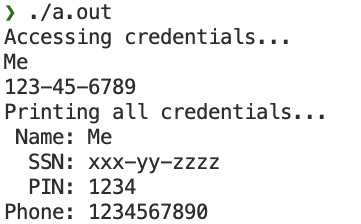 ❯ ./a.out
Accessing credentials...
Me
123-45-6789
Printing all credentials...
 Name: Me
  SSN: xxx-yy-zzzz
  PIN: 1234
Phone: 1234567890